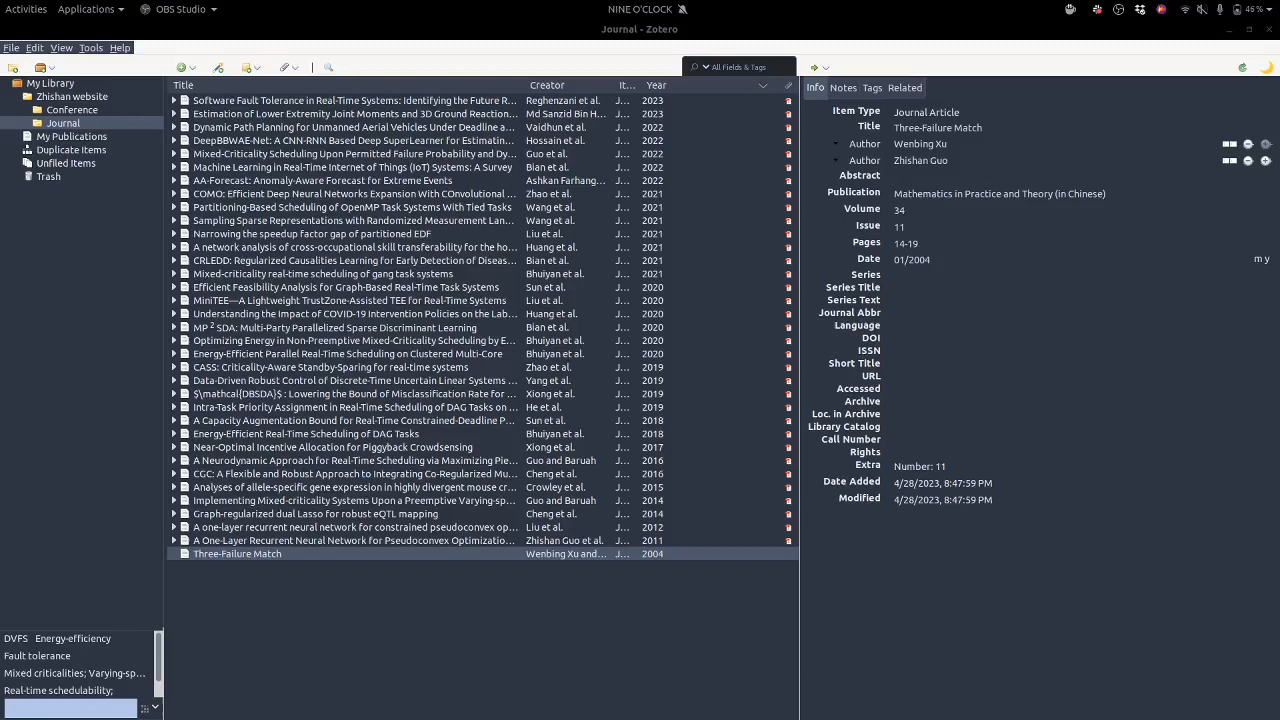 Activities Applications OBS Studio NINE O'CLOCK 46%
Journal - Zotero
File Edit View Tools Help
All Fields & Tags
My Library
Zhishan website
Conference
Journal
My Publications
Duplicate Items
Unfiled Items
Trash
DVFS Energy-efficiency
Fault tolerance
Mixed criticalities; Varying-sp...
Real-time schedulability;
Title Creator It... Year
Software Fault Tolerance in Real-Time Systems: Identifying the Future R... Reghenzani et al. J... 2023
Estimation of Lower Extremity Joint Moments and 3D Ground Reaction... Md Sanzid Bin H... J... 2023
Dynamic Path Planning for Unmanned Aerial Vehicles Under Deadline a... Vaidhun et al. J... 2022
DeepBBWAE-Net: A CNN-RNN Based Deep SuperLearner for Estimatin... Hossain et al. J... 2022
Mixed-Criticality Scheduling Upon Permitted Failure Probability and Dy... Guo et al. J... 2022
Machine Learning in Real-Time Internet of Things (IoT) Systems: A Survey Bian et al. J... 2022
AA-Forecast: Anomaly-Aware Forecast for Extreme Events Ashkan Farhang... J... 2022
COMO: Efficient Deep Neural Networks Expansion With COnvolutional ... Zhao et al. J... 2021
Partitioning-Based Scheduling of OpenMP Task Systems With Tied Tasks Wang et al. J... 2021
Sampling Sparse Representations with Randomized Measurement Lan... Wang et al. J... 2021
Narrowing the speedup factor gap of partitioned EDF Liu et al. J... 2021
A network analysis of cross-occupational skill transferability for the ho... Huang et al. J... 2021
CRLEDD: Regularized Causalities Learning for Early Detection of Diseas... Bian et al. J... 2021
Mixed-criticality real-time scheduling of gang task systems Bhuiyan et al. J... 2021
Efficient Feasibility Analysis for Graph-Based Real-Time Task Systems Sun et al. J... 2020
MiniTEE—A Lightweight TrustZone-Assisted TEE for Real-Time Systems Liu et al. J... 2020
Understanding the Impact of COVID-19 Intervention Policies on the Lab... Huang et al. J... 2020
MP 2 SDA: Multi-Party Parallelized Sparse Discriminant Learning Bian et al. J... 2020
Optimizing Energy in Non-Preemptive Mixed-Criticality Scheduling by E... Bhuiyan et al. J... 2020
Energy-Efficient Parallel Real-Time Scheduling on Clustered Multi-Core Bhuiyan et al. J... 2020
CASS: Criticality-Aware Standby-Sparing for real-time systems Zhao et al. J... 2019
Data-Driven Robust Control of Discrete-Time Uncertain Linear Systems ... Yang et al. J... 2019
$\mathcal{DBSDA}$ : Lowering the Bound of Misclassification Rate for ... Xiong et al. J... 2019
Intra-Task Priority Assignment in Real-Time Scheduling of DAG Tasks on ... He et al. J... 2019
A Capacity Augmentation Bound for Real-Time Constrained-Deadline P... Sun et al. J... 2018
Energy-Efficient Real-Time Scheduling of DAG Tasks Bhuiyan et al. J... 2018
Near-Optimal Incentive Allocation for Piggyback Crowdsensing Xiong et al. J... 2017
A Neurodynamic Approach for Real-Time Scheduling via Maximizing Pie... Guo and Baruah J... 2016
CGC: A Flexible and Robust Approach to Integrating Co-Regularized Mu... Cheng et al. J... 2016
Analyses of allele-specific gene expression in highly divergent mouse cr... Crowley et al. J... 2015
Implementing Mixed-criticality Systems Upon a Preemptive Varying-sp... Guo and Baruah J... 2014
Graph-regularized dual Lasso for robust eQTL mapping Cheng et al. J... 2014
A one-layer recurrent neural network for constrained pseudoconvex op... Liu et al. J... 2012
A One-Layer Recurrent Neural Network for Pseudoconvex Optimizatio... Zhishan Guo et al. J... 2011
Three-Failure Match Wenbing Xu and... J... 2004
Info Notes Tags Related
Item Type Journal Article
Title Three-Failure Match
Author Wenbing Xu
Author Zhishan Guo
Abstract
Publication Mathematics in Practice and Theory (in Chinese)
Volume 34
Issue 11
Pages 14-19
Date 01/2004 m y
Series
Series Title
Series Text
Journal Abbr
Language
DOI
ISSN
Short Title
URL
Accessed
Archive
Loc. in Archive
Library Catalog
Call Number
Rights
Extra Number: 11
Date Added 4/28/2023, 8:47:59 PM
Modified 4/28/2023, 8:47:59 PM